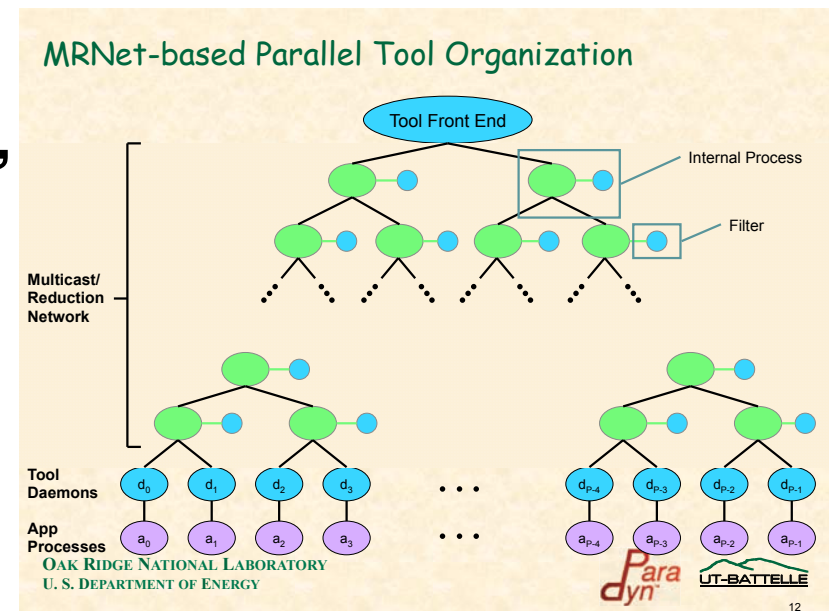 MRNet-based Parallel Tool Organization
Tool Front End
Internal Process
Filter
Multicast/
Reduction
Network
Tool
Daemons
d0 d1 d2 d3 • • • dP-4 dP-3 dP-2 dP-1
App
Processes
a0 a1 a2 a3 • • • aP-4 aP-3 aP-2 aP-1
OAK RIDGE NATIONAL LABORATORY
U. S. DEPARTMENT OF ENERGY
Para
dyn™
UT-BATTELLE
12